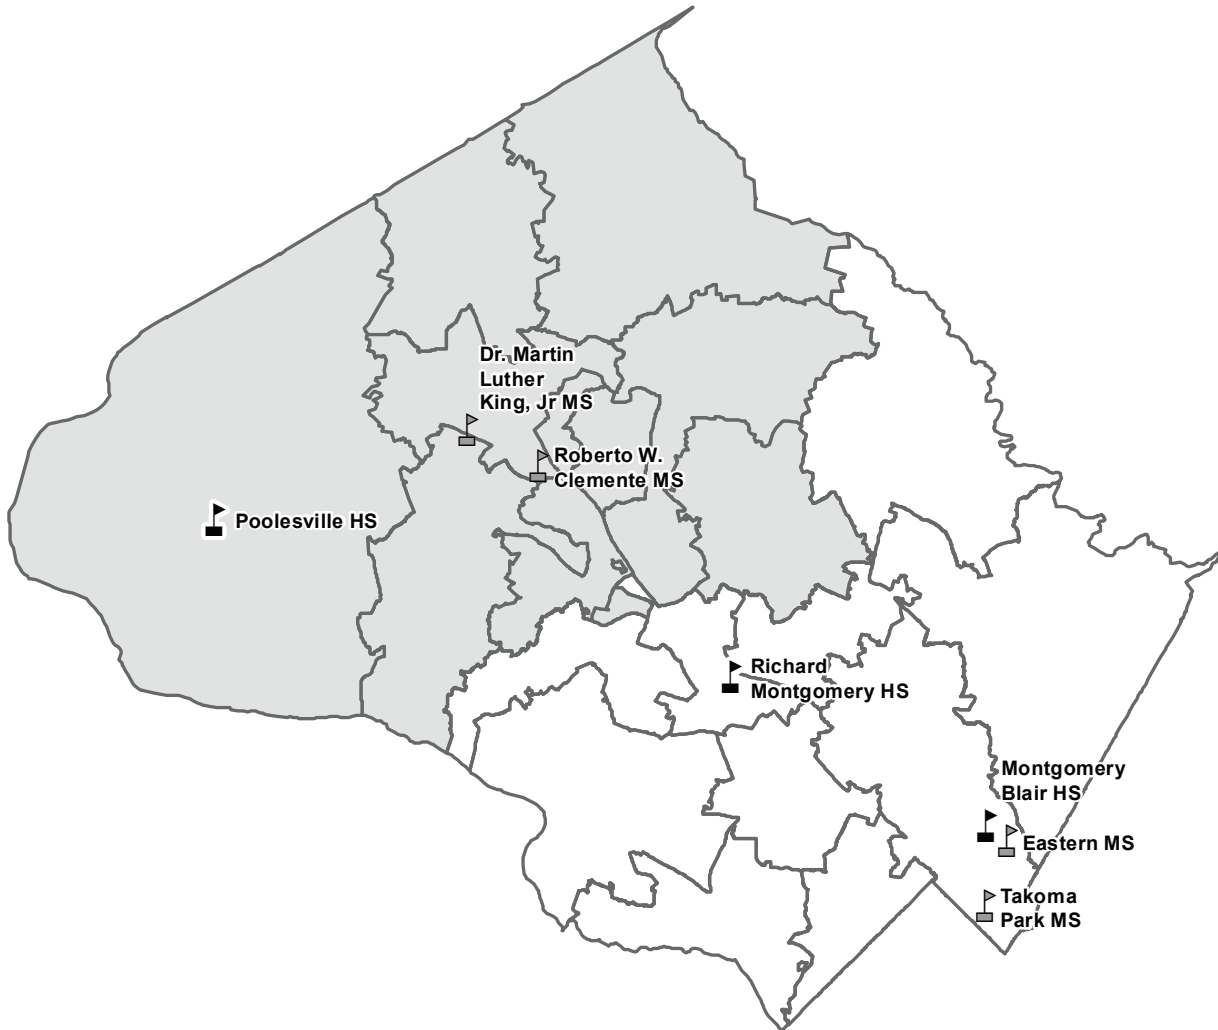 Dr. Martin
Luther
King, Jr MS
Roberto W.
Clemente MS
Poolesville HS
Richard
Montgomery HS
Montgomery
Blair HS
Eastern MS
Takoma
Park MS